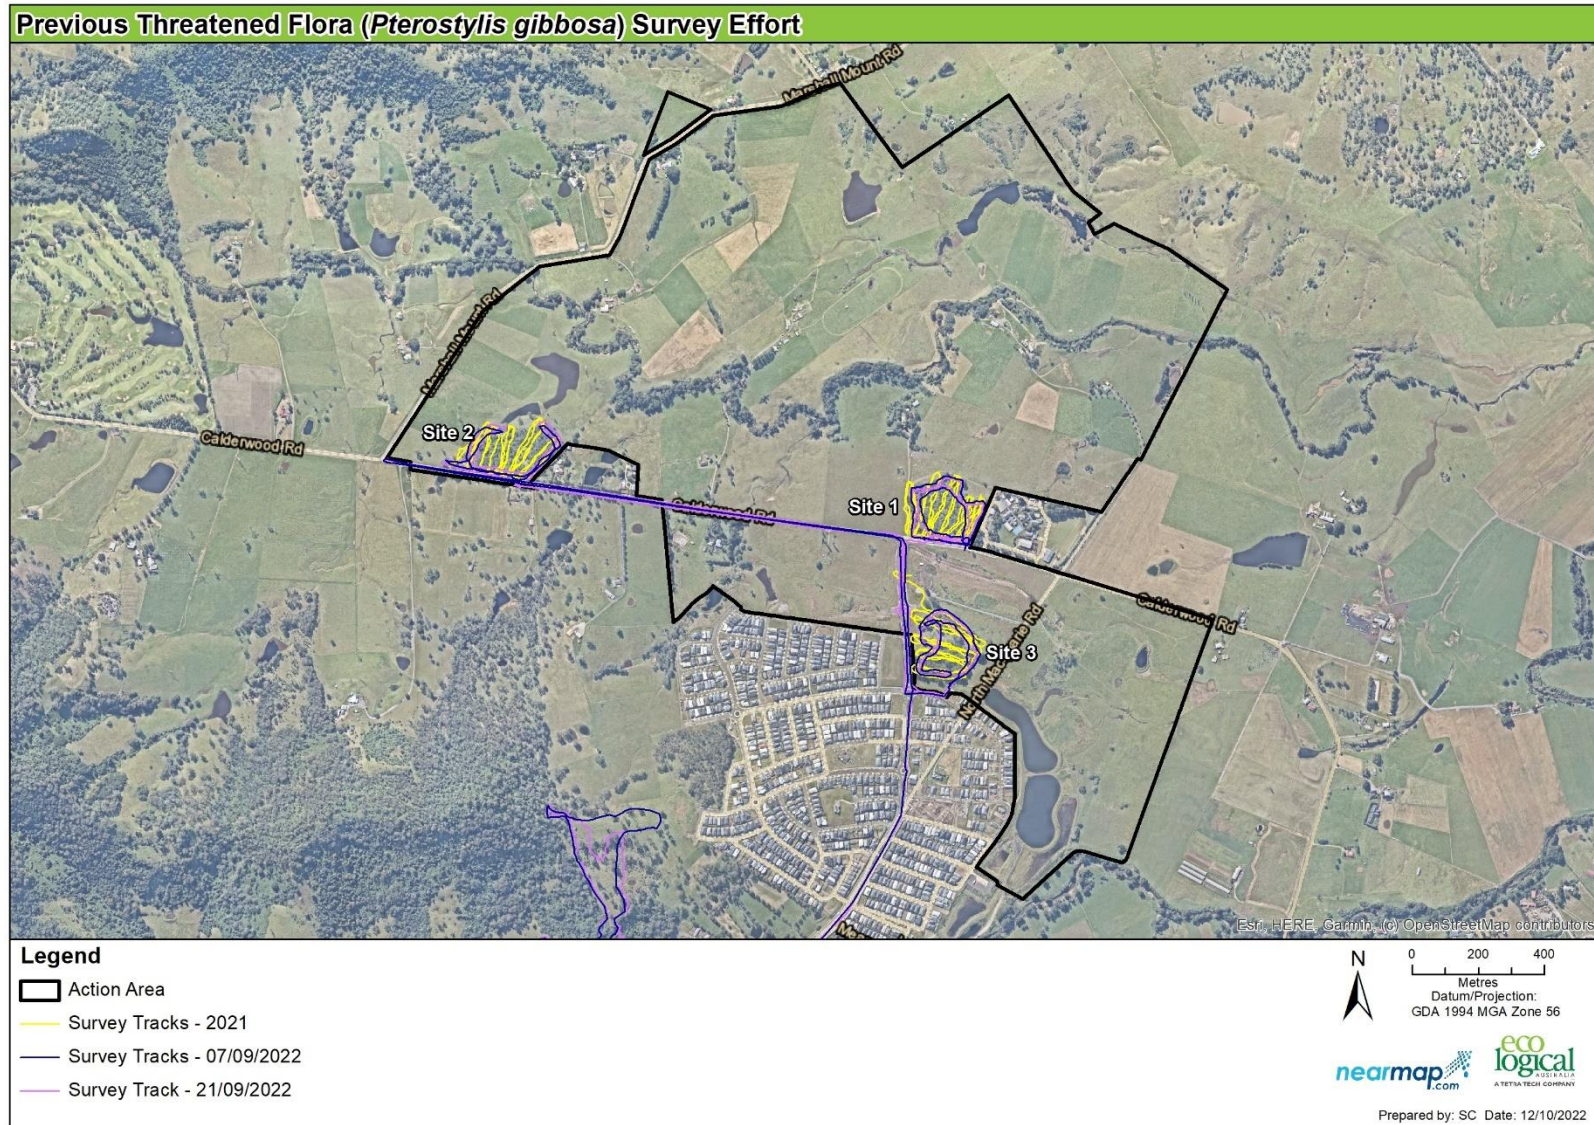 Previous Threatened Flora (Pterostylis gibbosa) Survey Effort
Marshall Mount Rd
Marshall Mount Rd
Site 2
Calderwood Rd
Calderwood Rd
Site 1
Calderwood Rd
Site 3
North Macquarie Rd
Esri, HERE, Garmin, (c) OpenStreetMap contributors
Legend
Action Area
Survey Tracks - 2021
Survey Tracks - 07/09/2022
Survey Track - 21/09/2022
N
0 200 400
Metres
Datum/Projection:
GDA 1994 MGA Zone 56
nearmap
.com
eco
logical
AUSTRALIA
A TETRA TECH COMPANY
Prepared by: SC Date: 12/10/2022